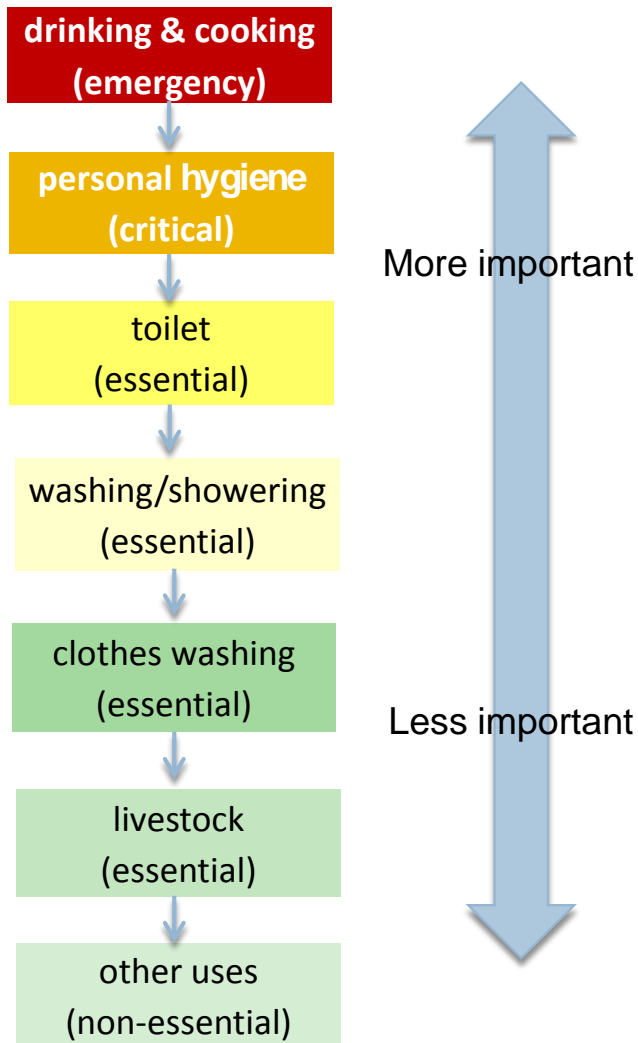 drinking & cooking
(emergency)
personal hygiene
(critical)
More important
toilet
(essential)
washing/showering
(essential)
clothes washing
(essential)
Less important
livestock
(essential)
other uses
(non-essential)